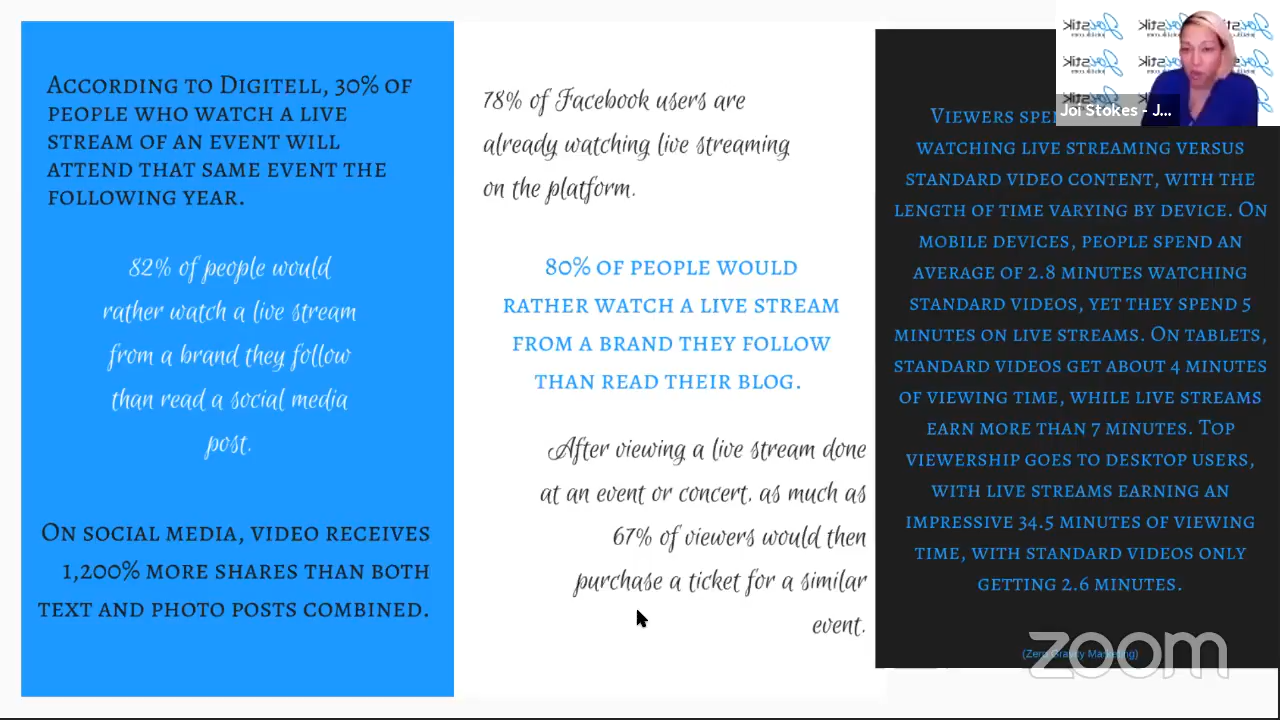 According to Digitell, 30% of
people who watch a live
stream of an event will
attend that same event the
following year.
82% of people would
rather watch a live stream
from a brand they follow
than read a social media
post.
On social media, video receives
1,200% more shares than both
text and photo posts combined.
78% of Facebook users are
already watching live streaming
on the platform.
80% of people would
rather watch a live stream
from a brand they follow
than read their blog.
After viewing a live stream done
at an event or concert, as much as
67% of viewers would then
purchase a ticket for a similar
event.
Viewers
watching live streaming versus
standard video content, with the
length of time varying by device. On
mobile devices, people spend an
average of 2.8 minutes watching
standard videos, yet they spend 5
minutes on live streams. On tablets,
standard videos get about 4 minutes
of viewing time, while live streams
earn more than 7 minutes. Top
viewership goes to desktop users,
with live streams earning an
impressive 34.5 minutes of viewing
time, with standard videos only
getting 2.6 minutes.
(Zero Gravity Marketing)
zoom
Joi Stokes - J...
Joistik
Joistik
Joistik
Joistik